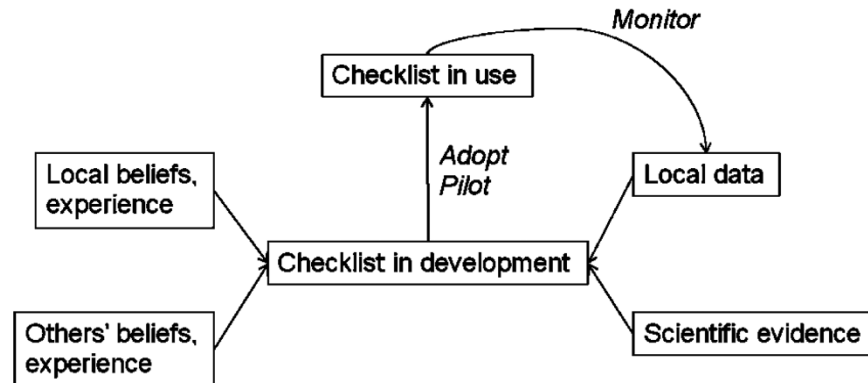 Monitor
Checklist in use
Adopt
Pilot
Local beliefs,
experience
Local data
Checklist in development
Others' beliefs,
experience
Scientific evidence